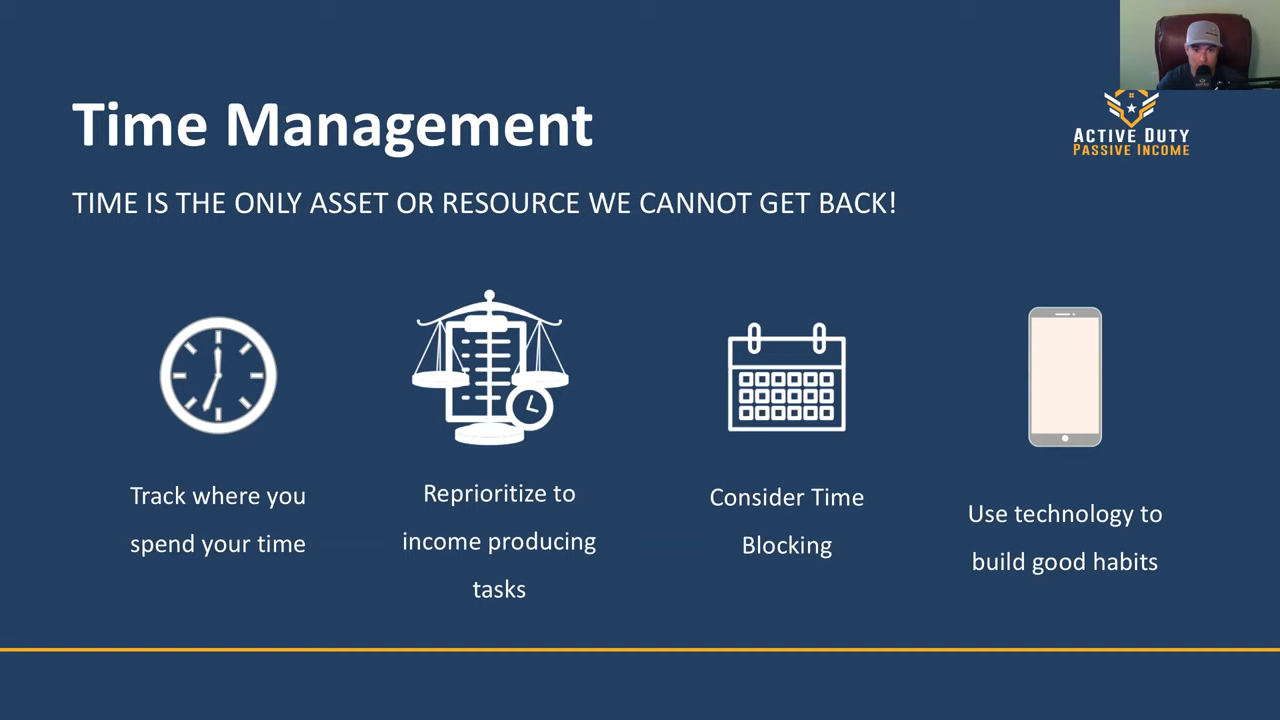 Time Management
ACTIVE DUTY
PASSIVE INCOME
TIME IS THE ONLY ASSET OR RESOURCE WE CANNOT GET BACK!
Track where you
spend your time
Reprioritize to
income producing
tasks
Consider Time
Blocking
Use technology to
build good habits